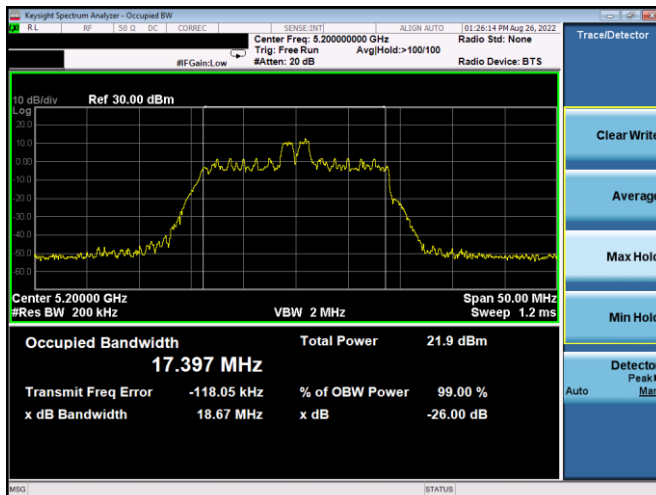 Keysight Spectrum Analyzer - Occupied BW
RL RF 50 Ω DC CORREC SENSE:INT ALIGN AUTO 01:26:14 PM Aug 26, 2022
Center Freq: 5.200000000 GHz Radio Std: None
Trig: Free Run Avg|Hold:>100/100
#IFGain:Low #Atten: 20 dB Radio Device: BTS
Trace/Detector
10 dB/div Ref 30.00 dBm
Log
20.0
10.0
0.00
-10.0
-20.0
-30.0
-40.0
-50.0
-60.0
Center 5.20000 GHz Span 50.00 MHz
#Res BW 200 kHz VBW 2 MHz Sweep 1.2 ms
Occupied Bandwidth Total Power 21.9 dBm
17.397 MHz
Transmit Freq Error -118.05 kHz % of OBW Power 99.00 %
x dB Bandwidth 18.67 MHz x dB -26.00 dB
Clear Write
Average
Max Hold
Min Hold
Detector
Peak
Auto Man
MSG STATUS